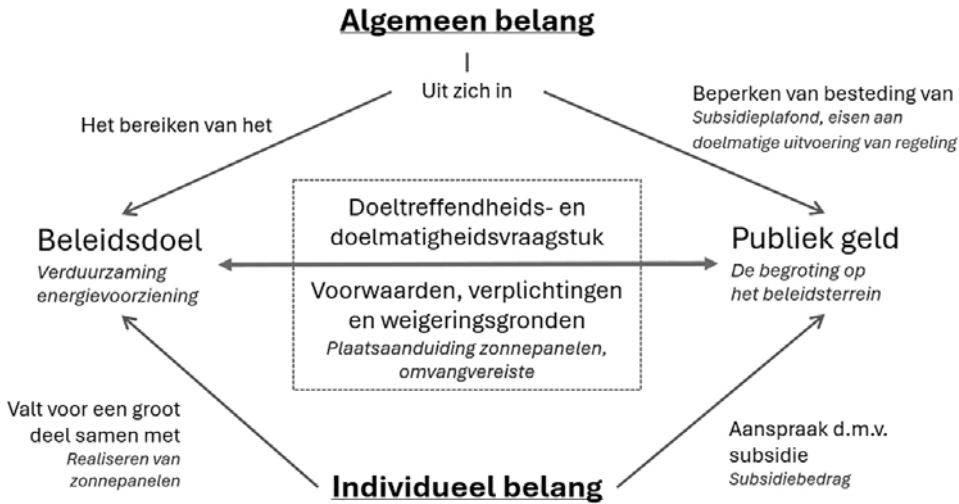 Algemeen belang
Uit zich in
Het bereiken van het
Beperken van besteding van
Subsidieplafond, eisen aan
doelmatige uitvoering van regeling
Beleidsdoel
Verduurzaming
energievoorziening
Doeltreffendheids- en
doelmatigheidsvraagstuk
Voorwaarden, verplichtingen
en weigeringsgronden
Plaatsaanduiding zonnepanelen,
omvangvereiste
Publiek geld
De begroting op
het beleidsterrein
Valt voor een groot
deel samen met
Realiseren van
zonnepanelen
Aanspraak d.m.v.
subsidie
Subsidiebedrag
Individueel belang